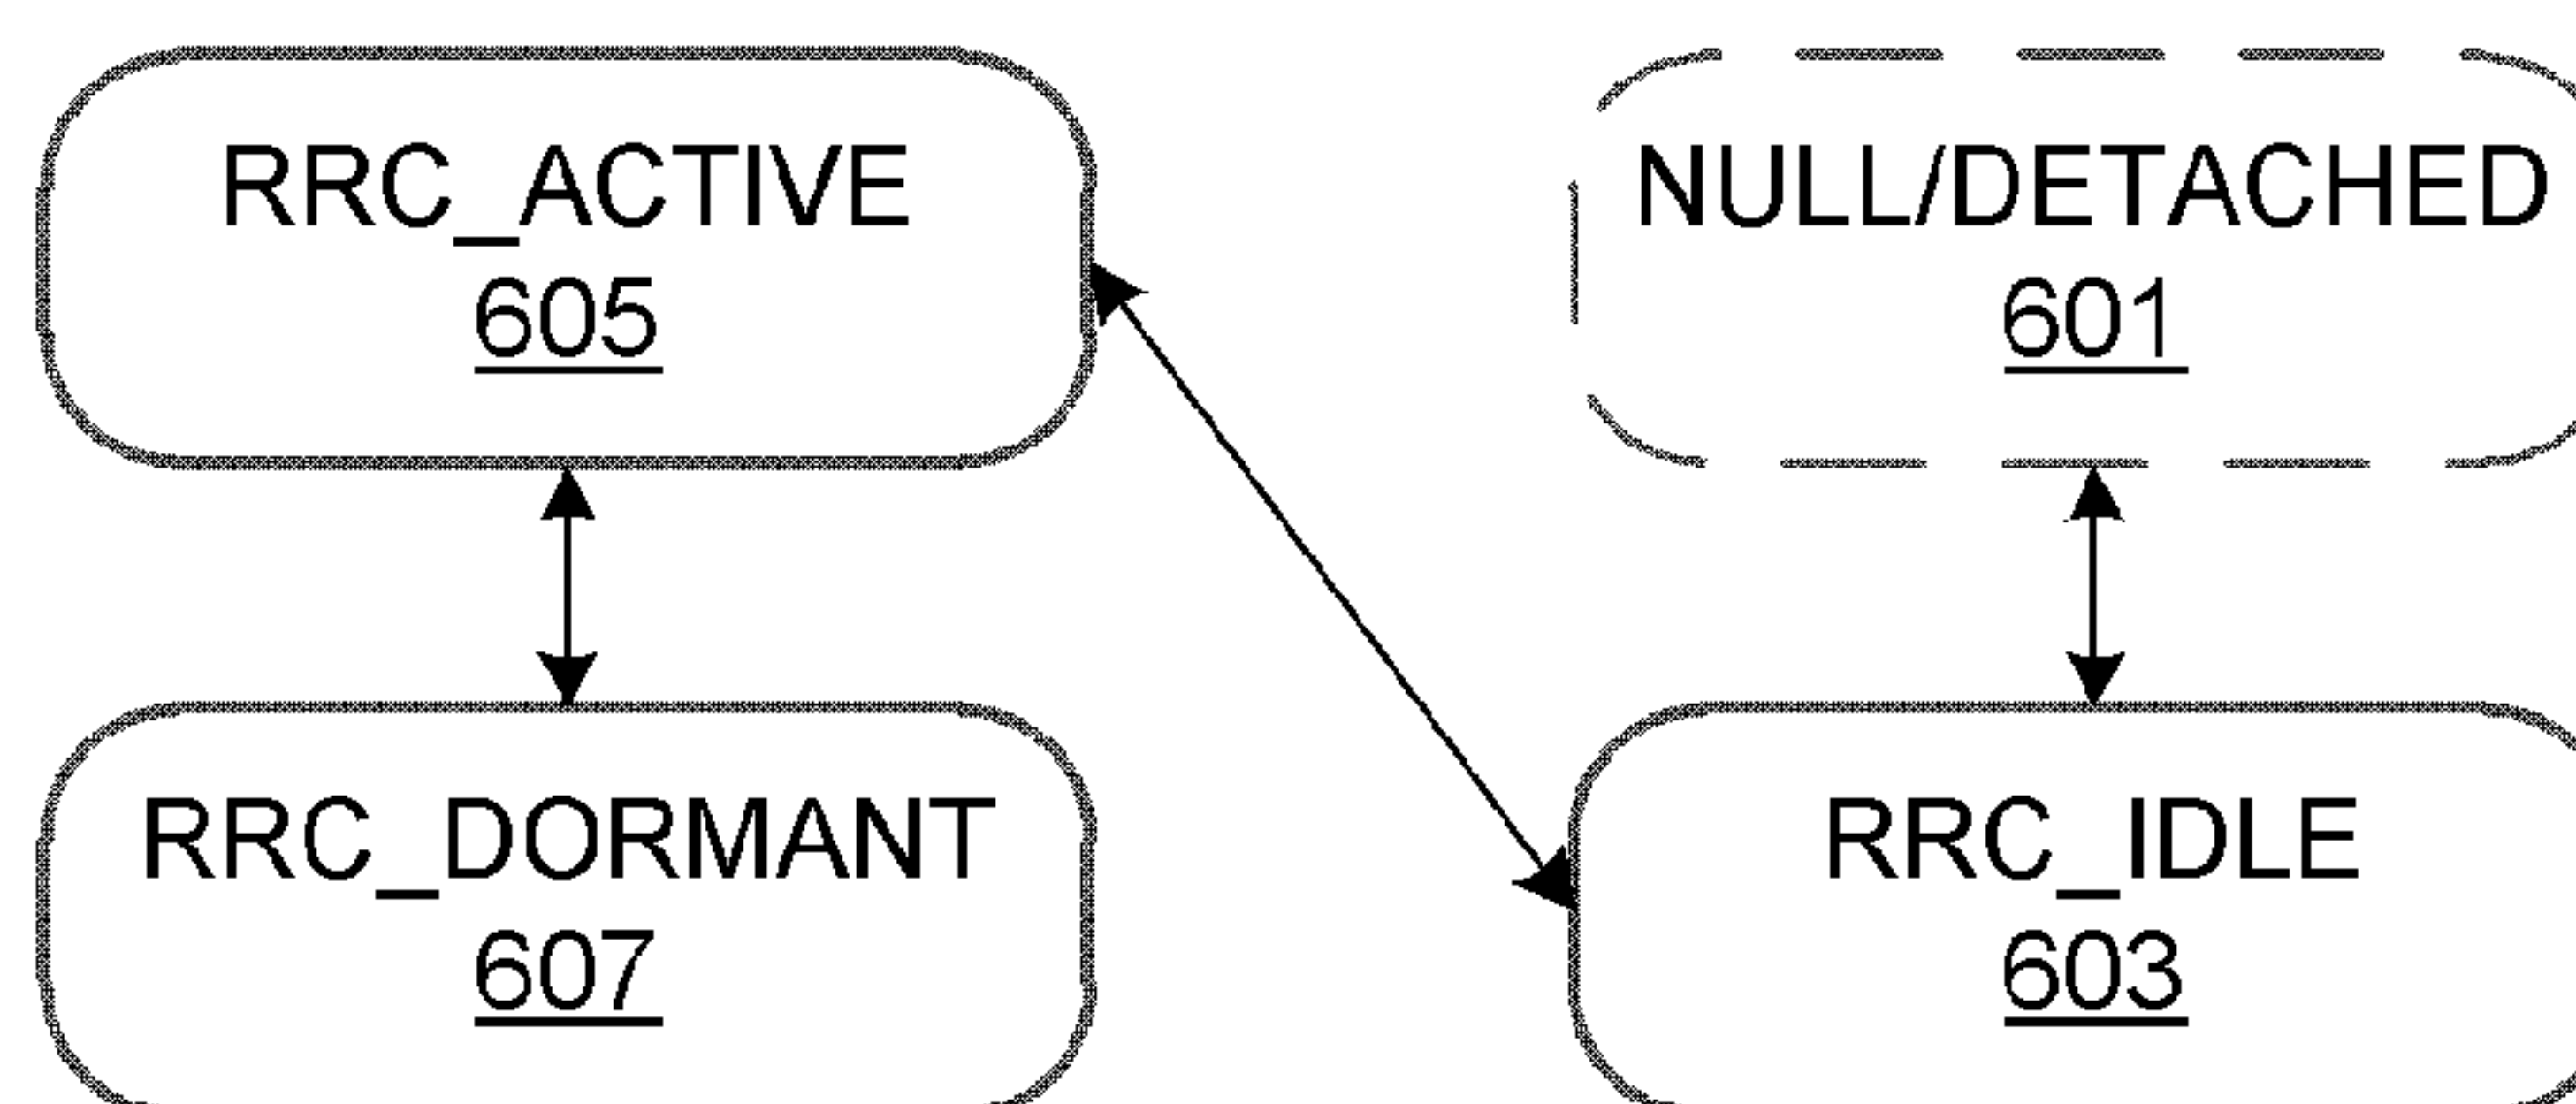 RRC_ACTIVE
605
NULL/DETACHED
601
RRC_DORMANT
607
RRC_IDLE
603